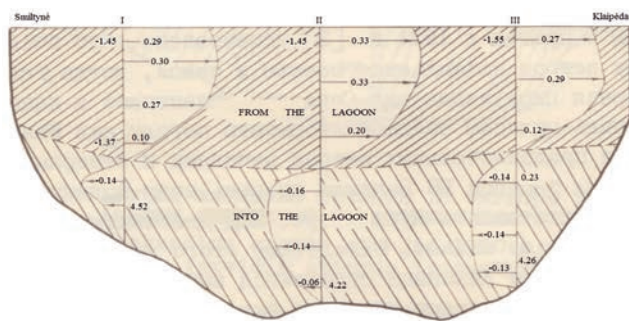 Smiltynė I II III Klaipėda
-1.45 0.29 -1.45 0.33 -1.55 0.27
0.30
0.33 0.29
0.27
FROM THE LAGOON
0.20 0.12
-1.37 0.10
-0.14 -0.16 -0.14 0.23
4.52
INTO THE LAGOON
-0.14 -0.14
-0.13 4.26
-0.06 4.22